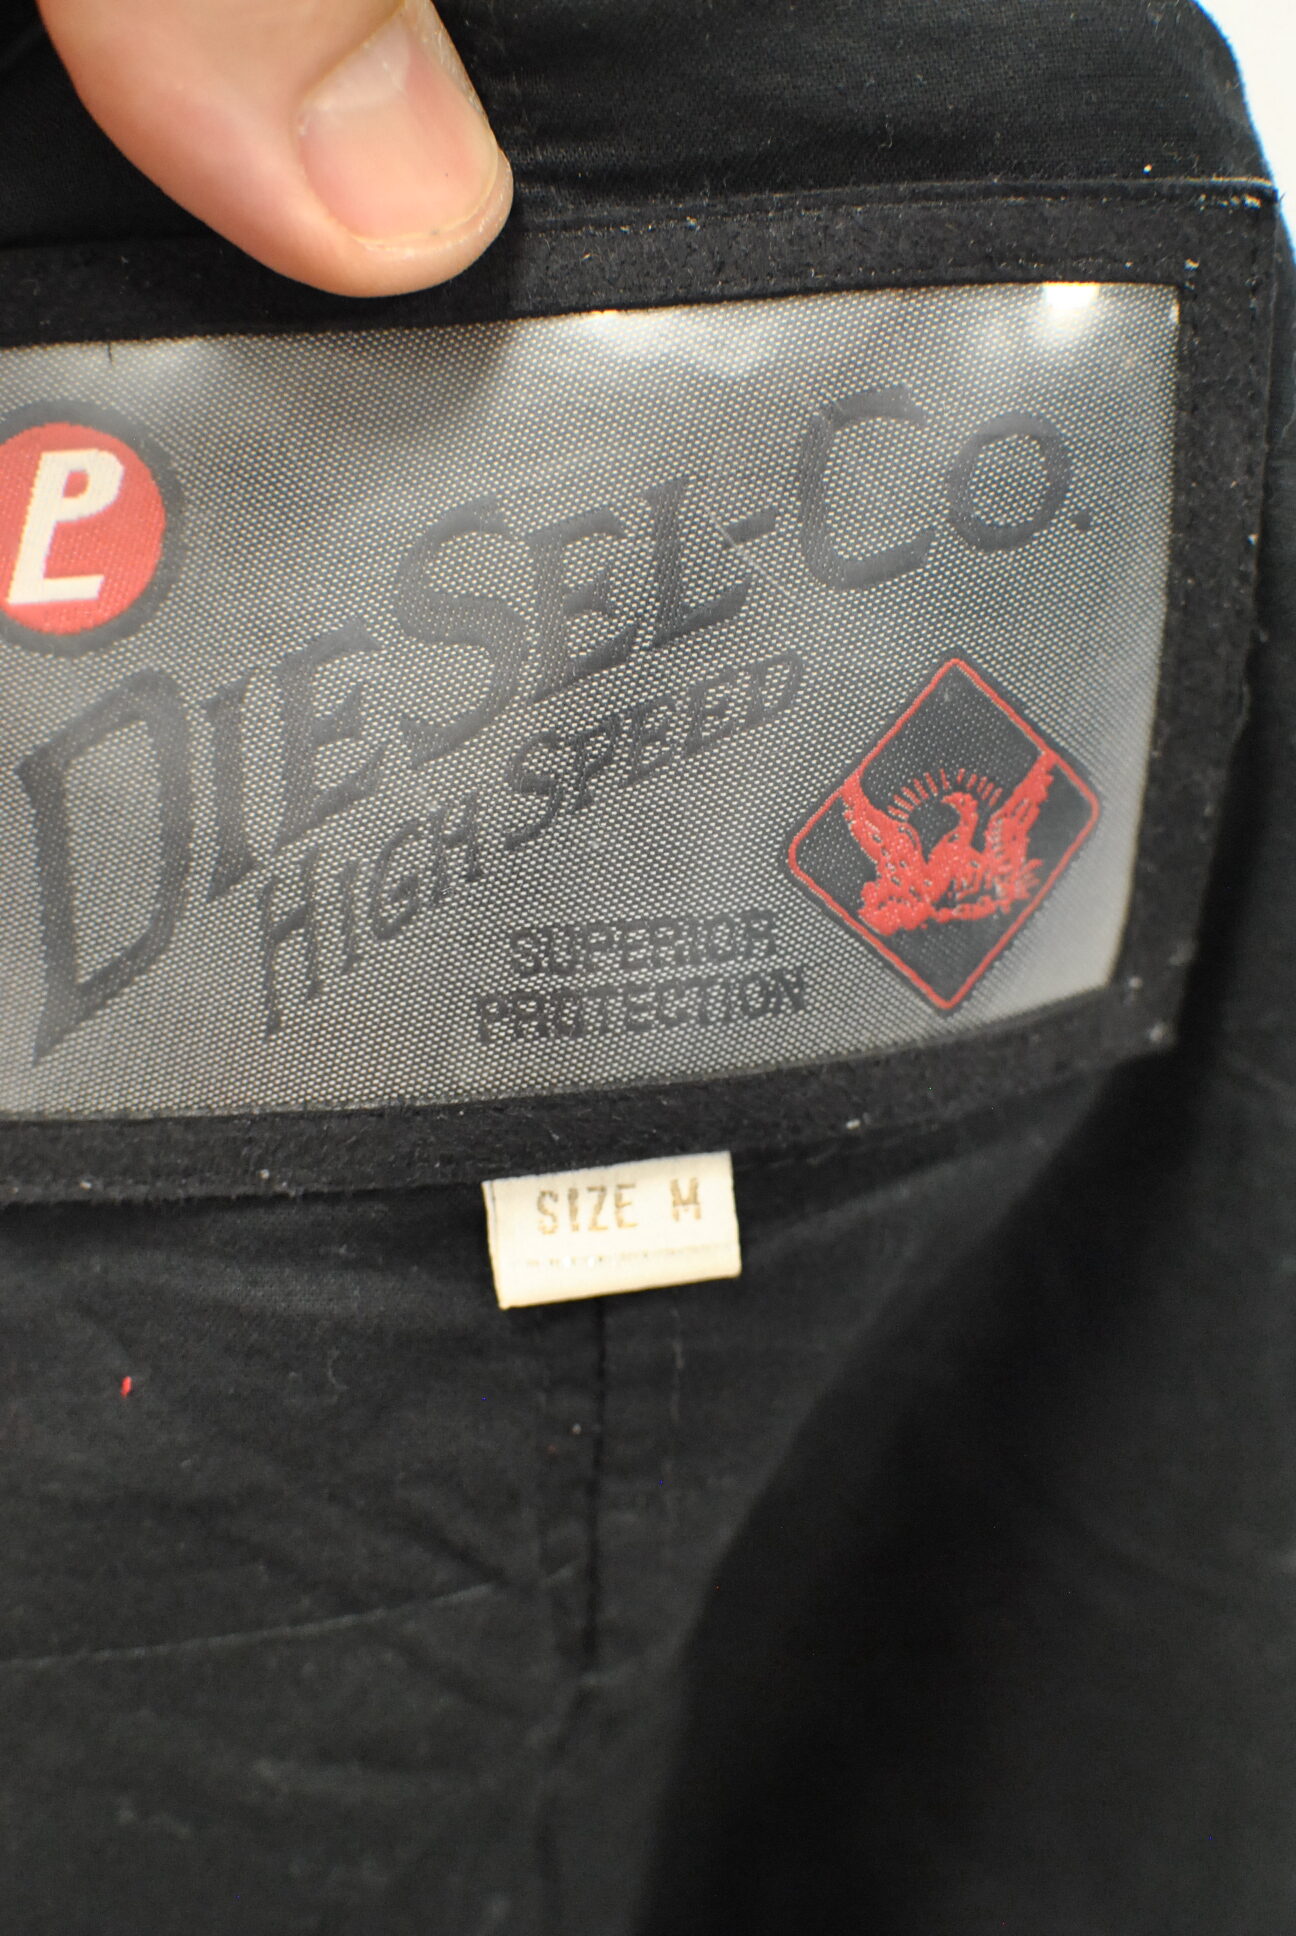 DIESEL-CO.
HIGH SPEED
SUPERIOR
PROTECTION
SIZE M